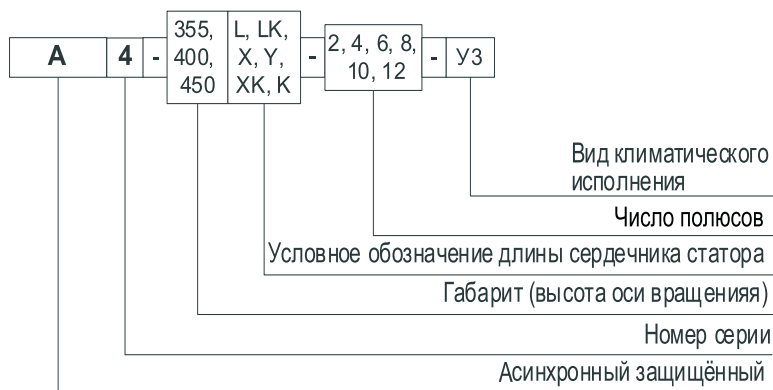 А 4 - 355, 400, 450 L, LK, X, Y, XK, K - 2, 4, 6, 8, 10, 12 - У3
Вид климатического
исполнения
Число полюсов
Условное обозначение длины сердечника статора
Габарит (высота оси вращенияя)
Номер серии
Асинхронный защищённый